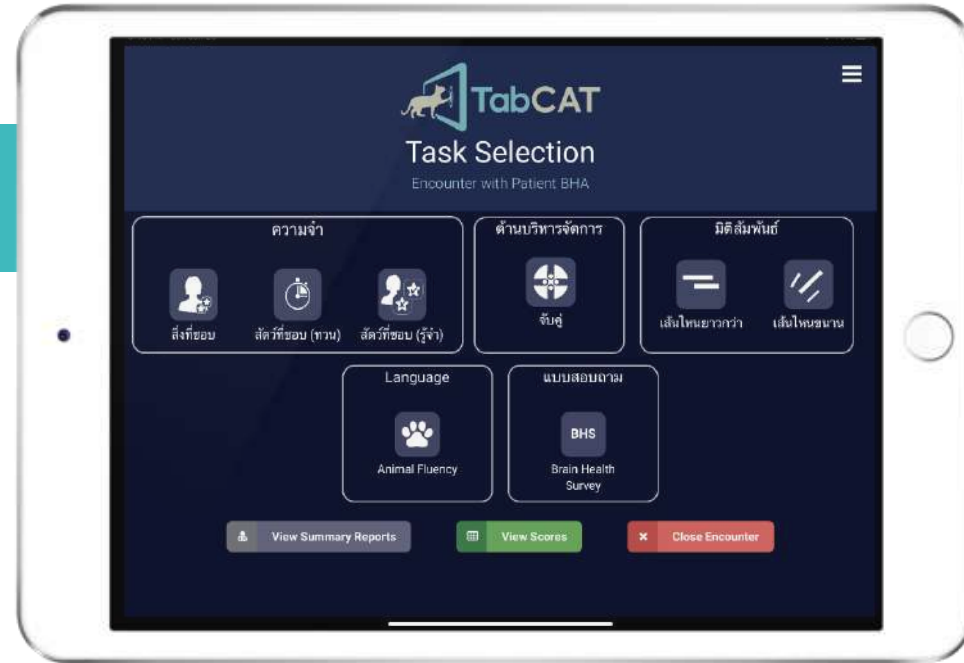 TabCAT
Task Selection
Encounter with Patient BHA
ความจำ
สิ่งที่ชอบ
สัตว์ที่ชอบ (ทวน)
สัตว์ที่ชอบ (รู้จำ)
ด้านบริหารจัดการ
จับคู่
มิติสัมพันธ์
เส้นไหนยาวกว่า
เส้นไหนขนาน
Language
Animal Fluency
แบบสอบถาม
BHS
Brain Health
Survey
View Summary Reports
View Scores
Close Encounter